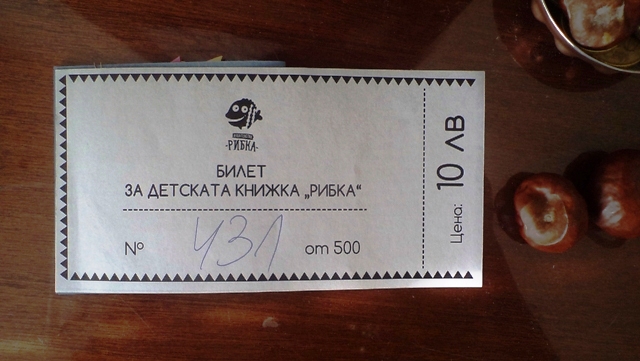 -РИБКА-
БИЛЕТ
ЗА ДЕТСКАТА КНИЖКА „РИБКА“
№ 431 от 500
Цена: 10 ЛВ